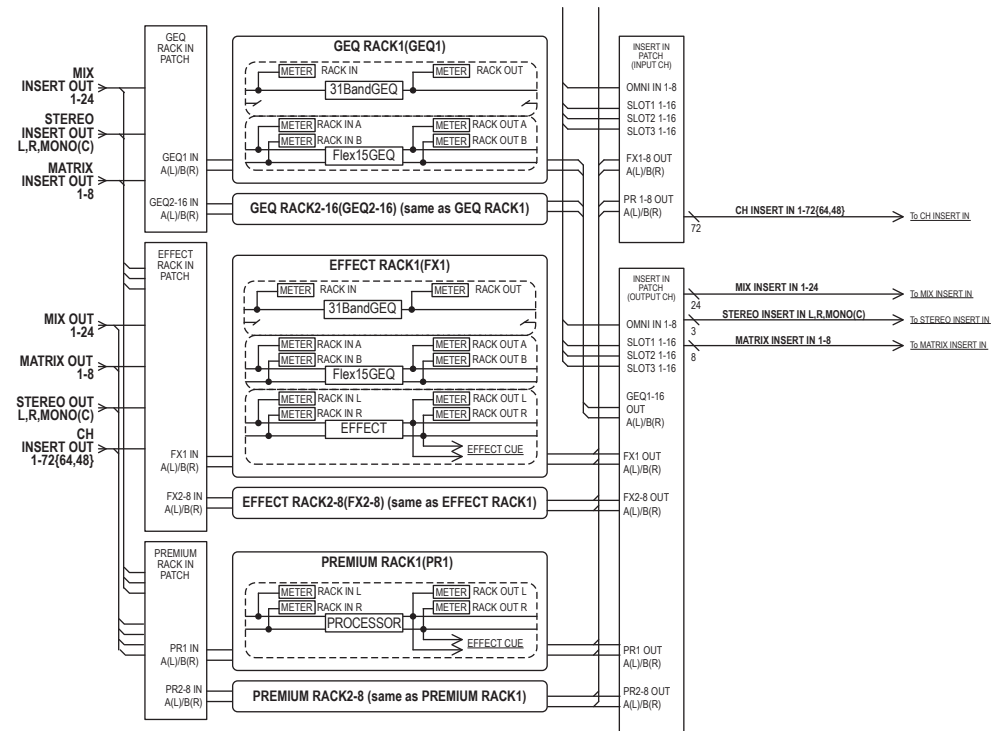 GEQ
RACK IN
PATCH
MIX
INSERT OUT
1-24
STEREO
INSERT OUT
L,R,MONO(C)
MATRIX
INSERT OUT
1-8
GEQ1 IN
A(L)/B(R)
GEQ2-16 IN
A(L)/B(R)
GEQ RACK1(GEQ1)
METER RACK IN
METER RACK OUT
31BandGEQ
METER RACK IN A
METER RACK OUT A
METER RACK IN B
METER RACK OUT B
Flex15GEQ
GEQ RACK2-16(GEQ2-16) (same as GEQ RACK1)
INSERT IN
PATCH
(INPUT CH)
OMNI IN 1-8
SLOT1 1-16
SLOT2 1-16
SLOT3 1-16
FX1-8 OUT
A(L)/B(R)
PR 1-8 OUT
A(L)/B(R)
72
CH INSERT IN 1-72{64,48}
To CH INSERT IN
EFFECT
RACK IN
PATCH
MIX OUT
1-24
MATRIX OUT
1-8
STEREO OUT
L,R,MONO(C)
CH
INSERT OUT
1-72{64,48}
FX1 IN
A(L)/B(R)
FX2-8 IN
A(L)/B(R)
EFFECT RACK1(FX1)
METER RACK IN
METER RACK OUT
31BandGEQ
METER RACK IN A
METER RACK OUT A
METER RACK IN B
METER RACK OUT B
Flex15GEQ
METER RACK IN L
METER RACK OUT L
METER RACK IN R
METER RACK OUT R
EFFECT
EFFECT CUE
EFFECT RACK2-8(FX2-8) (same as EFFECT RACK1)
INSERT IN
PATCH
(OUTPUT CH)
24
MIX INSERT IN 1-24
To MIX INSERT IN
OMNI IN 1-8
3
STEREO INSERT IN L,R,MONO(C)
To STEREO INSERT IN
SLOT1 1-16
SLOT2 1-16
SLOT3 1-16
8
MATRIX INSERT IN 1-8
To MATRIX INSERT IN
GEQ1-16
OUT
A(L)/B(R)
FX1 OUT
A(L)/B(R)
FX2-8 OUT
A(L)/B(R)
PREMIUM
RACK IN
PATCH
PR1 IN
A(L)/B(R)
PR2-8 IN
A(L)/B(R)
PREMIUM RACK1(PR1)
METER RACK IN L
METER RACK OUT L
METER RACK IN R
METER RACK OUT R
PROCESSOR
EFFECT CUE
PREMIUM RACK2-8 (same as PREMIUM RACK1)
PR1 OUT
A(L)/B(R)
PR2-8 OUT
A(L)/B(R)